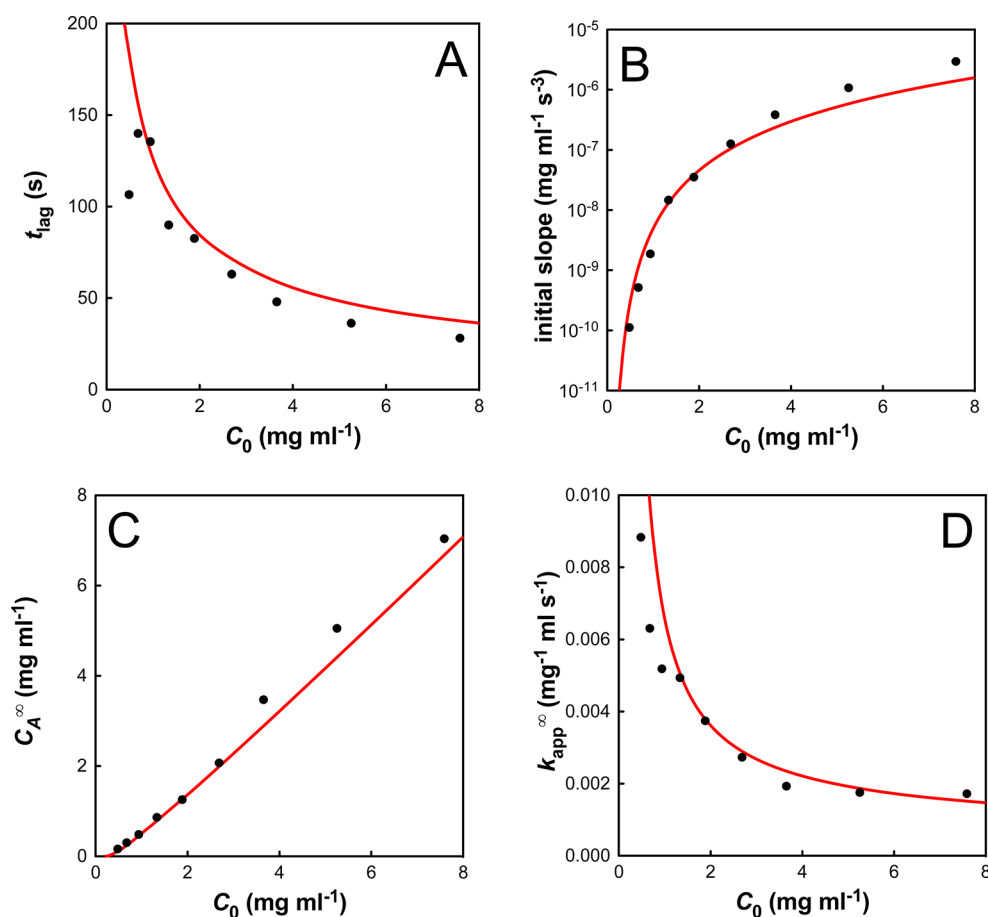 A
200
150
100
50
0
t_lag (s)
0 2 4 6 8
C₀ (mg ml⁻¹)
B
10⁻⁵
10⁻⁶
10⁻⁷
10⁻⁸
10⁻⁹
10⁻¹⁰
10⁻¹¹
initial slope (mg ml⁻¹ s⁻³)
0 2 4 6 8
C₀ (mg ml⁻¹)
C
8
6
4
2
0
C_A^∞ (mg ml⁻¹)
0 2 4 6 8
C₀ (mg ml⁻¹)
D
0.010
0.008
0.006
0.004
0.002
0.000
k_app^∞ (mg⁻¹ ml s⁻¹)
0 2 4 6 8
C₀ (mg ml⁻¹)